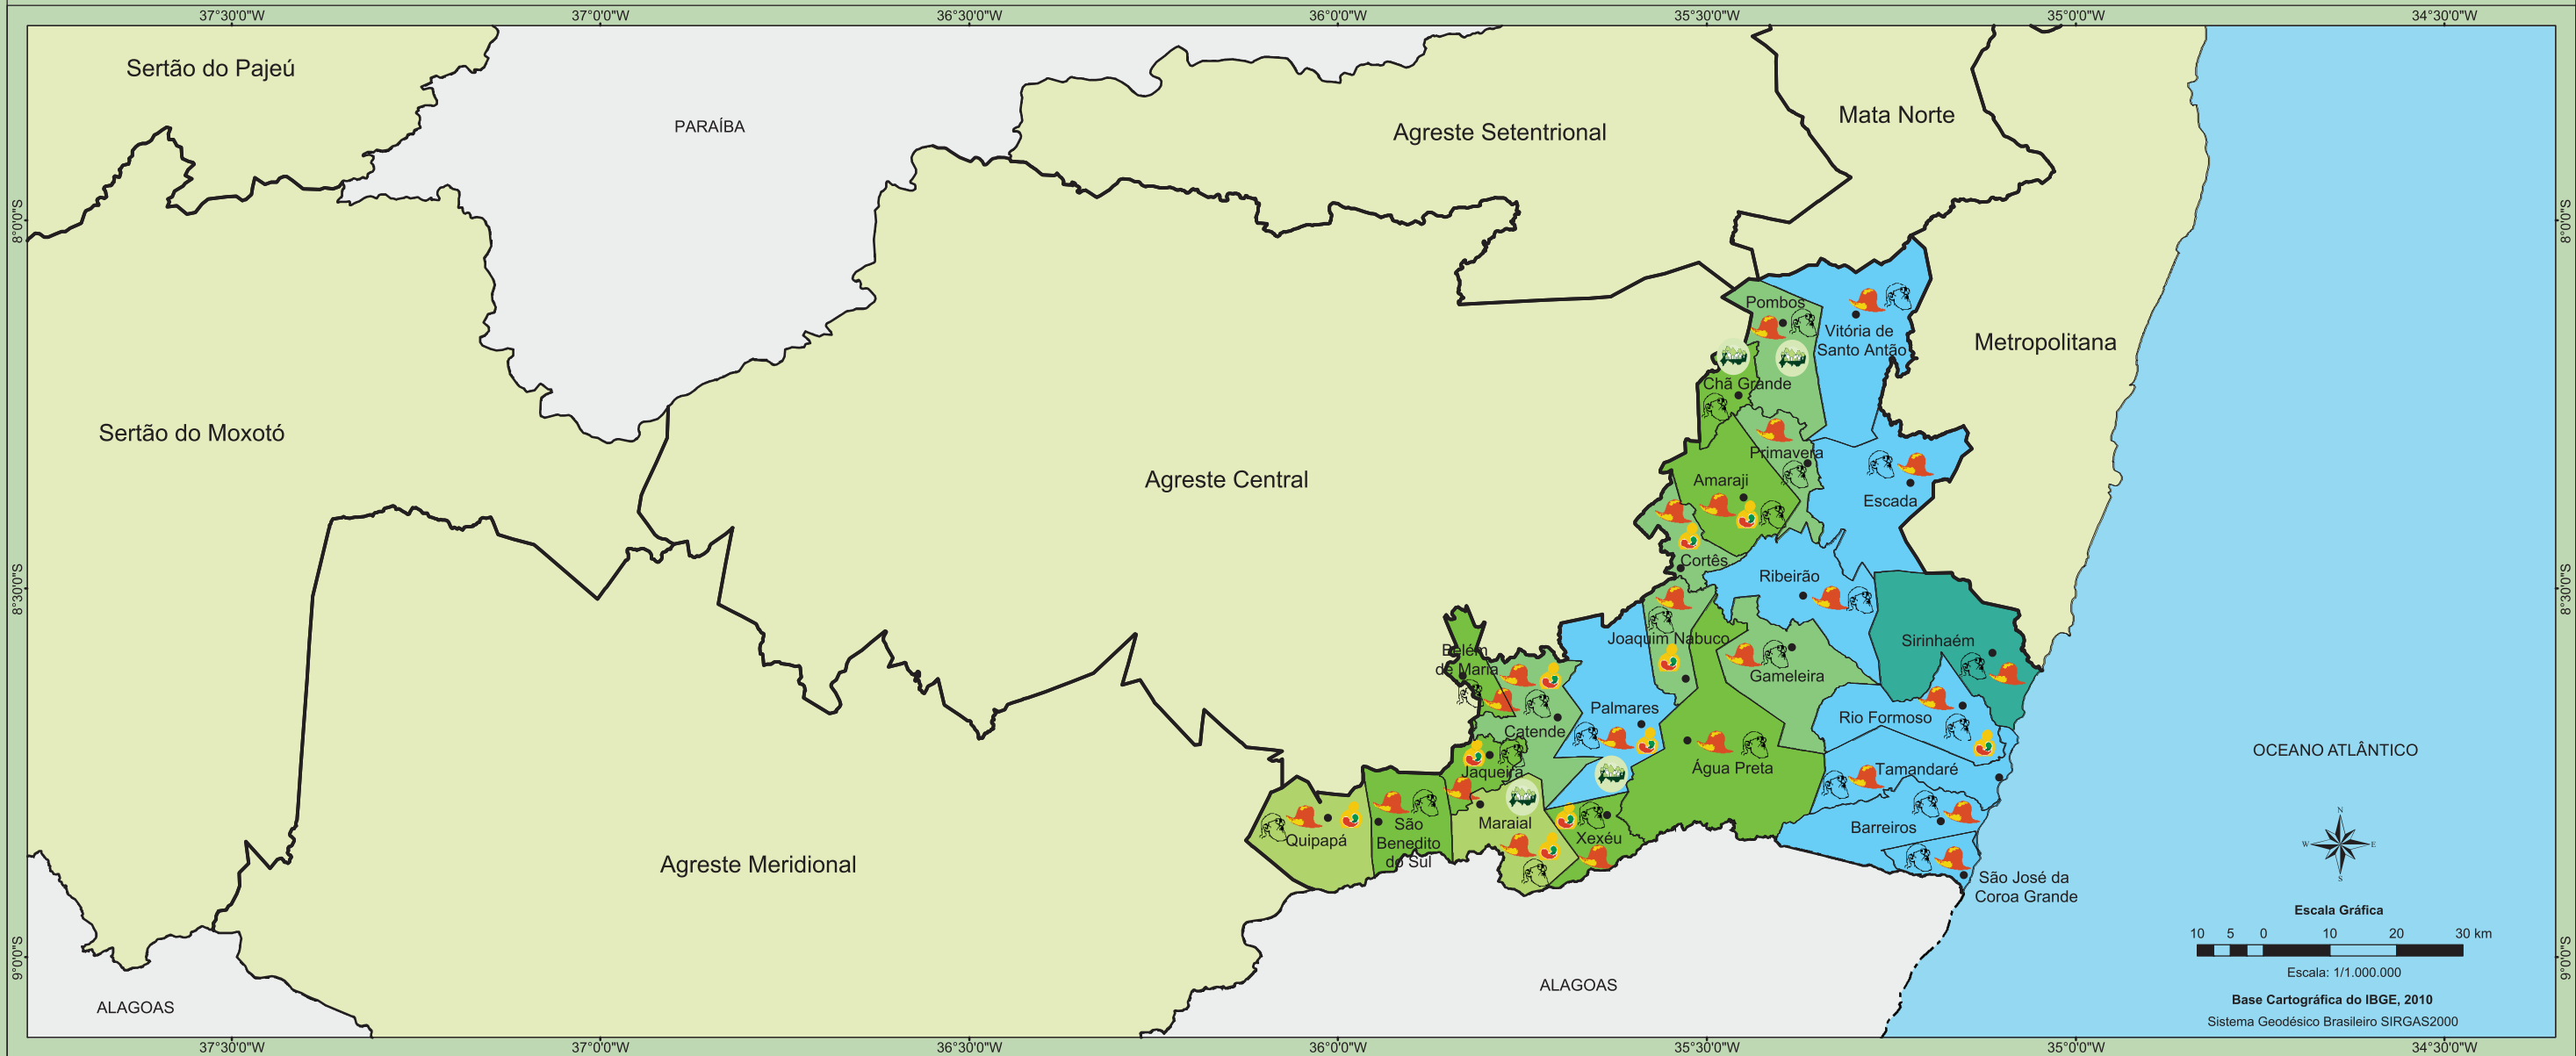 37°30'0"W 37°0'0"W 36°30'0"W 36°0'0"W 35°30'0"W 35°0'0"W 34°30'0"W
Sertão do Pajeú
PARAÍBA
Agreste Setentrional
Mata Norte
8°0'0"S
8°0'0"S
Pombos
Vitória de
Santo Antão
Metropolitana
Chã Grande
Sertão do Moxotó
Agreste Central
Primavera
Amaraji
Escada
Cortês
Ribeirão
8°30'0"S
8°30'0"S
Joaquim Nabuco
Sirinhaém
Belém
de Maria
Gameleira
Palmares
Rio Formoso
Catende
OCEANO ATLÂNTICO
Jaqueira
Água Preta
Tamandaré
Maraial
São
Benedito
do Sul
Barreiros
Quipapá
Xexéu
N
W E
S
Agreste Meridional
São José da
Coroa Grande
Escala Gráfica
10 5 0 10 20 30 km
9°0'0"S
9°0'0"S
Escala: 1/1.000.000
ALAGOAS
ALAGOAS
Base Cartográfica do IBGE, 2010
Sistema Geodésico Brasileiro SIRGAS2000
37°30'0"W 37°0'0"W 36°30'0"W 36°0'0"W 35°30'0"W 35°0'0"W 34°30'0"W